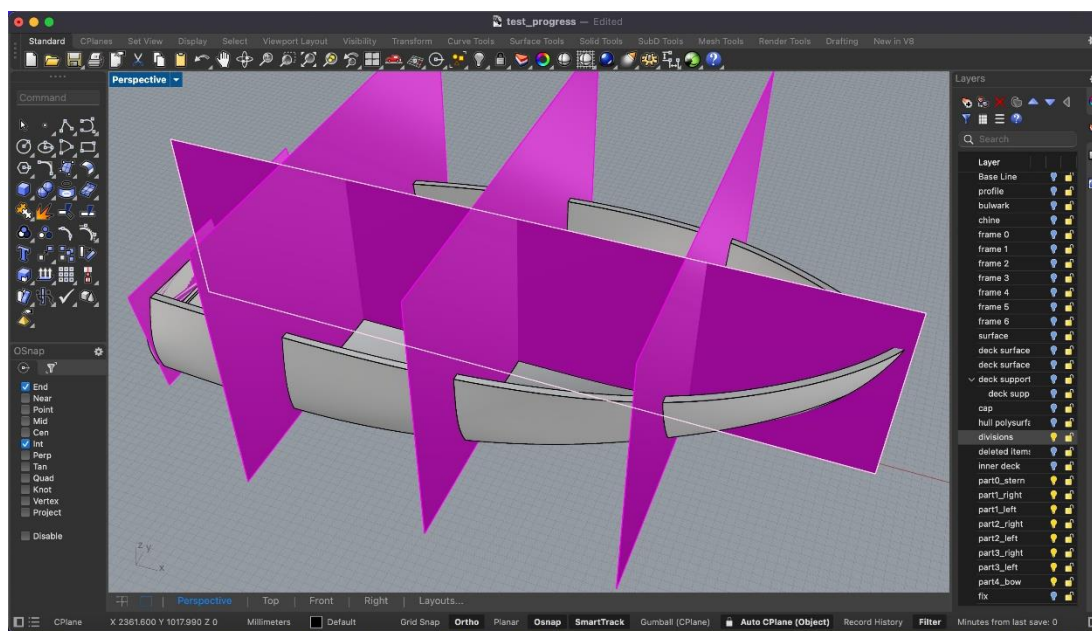 test_progress — Edited
Standard CPlanes Set View Display Select Viewport Layout Visibility Transform Curve Tools Surface Tools Solid Tools SubD Tools Mesh Tools Render Tools Drafting New in V8
Perspective
Layers
Command
Search
Layer
Base Line
profile
bulwark
chine
frame 0
frame 1
frame 2
frame 3
frame 4
frame 5
frame 6
surface
deck surface
deck surface
deck support
deck supp
cap
hull polysurfa
divisions
deleted items
inner deck
part0_stern
part1_right
part1_left
part2_right
part2_left
part3_right
part3_left
part4_bow
fix
OSnap
End
Near
Point
Mid
Cen
Int
Perp
Tan
Quad
Knot
Vertex
Project
Disable
z y
x
Perspective Top Front Right Layouts...
CPlane X 2361.600 Y 1017.990 Z 0 Millimeters Default Grid Snap Ortho Planar Osnap SmartTrack Gumball (CPlane) Auto CPlane (Object) Record History Filter Minutes from last save: 0